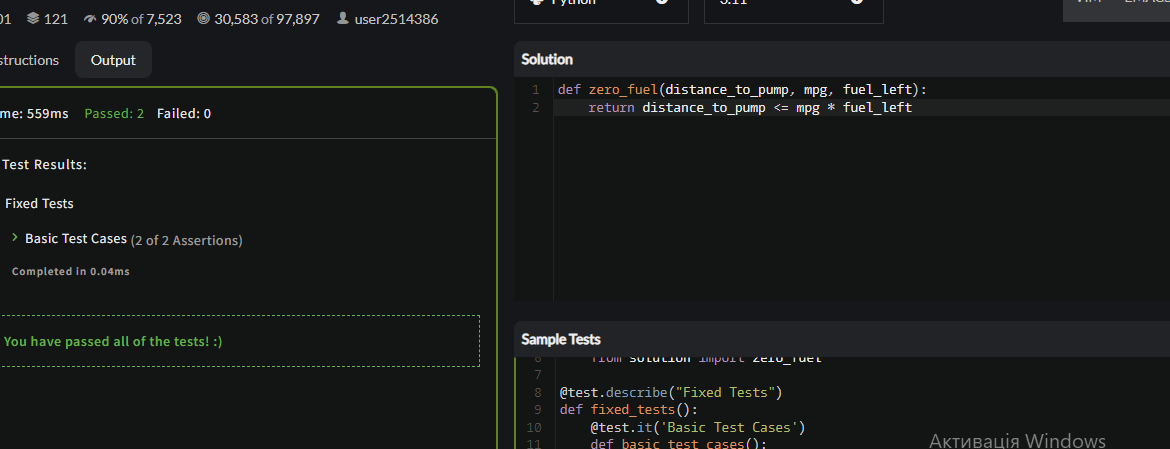 01 121 90% of 7,523 30,583 of 97,897 user2514386
Python 3.11 VIM EMACS
structions Output
me: 559ms Passed: 2 Failed: 0
Test Results:
Fixed Tests
Basic Test Cases (2 of 2 Assertions)
Completed in 0.04ms
You have passed all of the tests! :)
Solution
1 def zero_fuel(distance_to_pump, mpg, fuel_left):
2 return distance_to_pump <= mpg * fuel_left
Sample Tests
6 from solution import zero_fuel
7
8 @test.describe("Fixed Tests")
9 def fixed_tests():
10 @test.it('Basic Test Cases')
11 def basic_test_cases():
Активація Windows